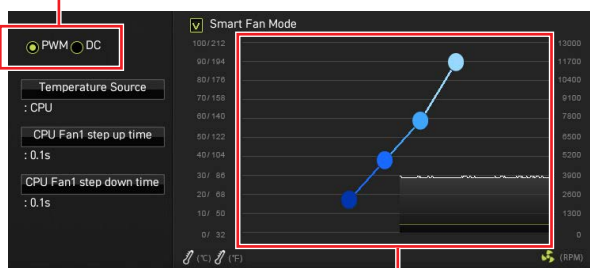 V Smart Fan Mode
PWM DC
100/212 13000
90/194 11700
80/176 10400
Temperature Source
70/158 9100
: CPU
60/140 7800
CPU Fan1 step up time
50/122 6500
: 0.1s
40/104 5200
CPU Fan1 step down time
30/ 86 3900
: 0.1s
20/ 68 2600
10/ 50 1300
0/ 32 0
(°C) (°F) (RPM)